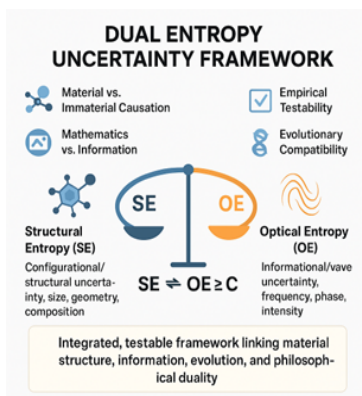 DUAL ENTROPY
UNCERTAINTY FRAMEWORK
Material vs.
Immaterial Causation
Empirical
Testability
Mathematics
vs. Information
Evolutionary
Compatibility
SE
OE
Structural
Entropy (SE)
Configurational/
structural uncerta-
inty, size, geometry,
composition
SE ⇌ OE ≥ C
Optical Entropy
(OE)
Informational/vave
uncertainty,
frequency, phase,
intensity
Integrated, testable framework linking material
structure, information, evolution, and philosoph-
ical duality